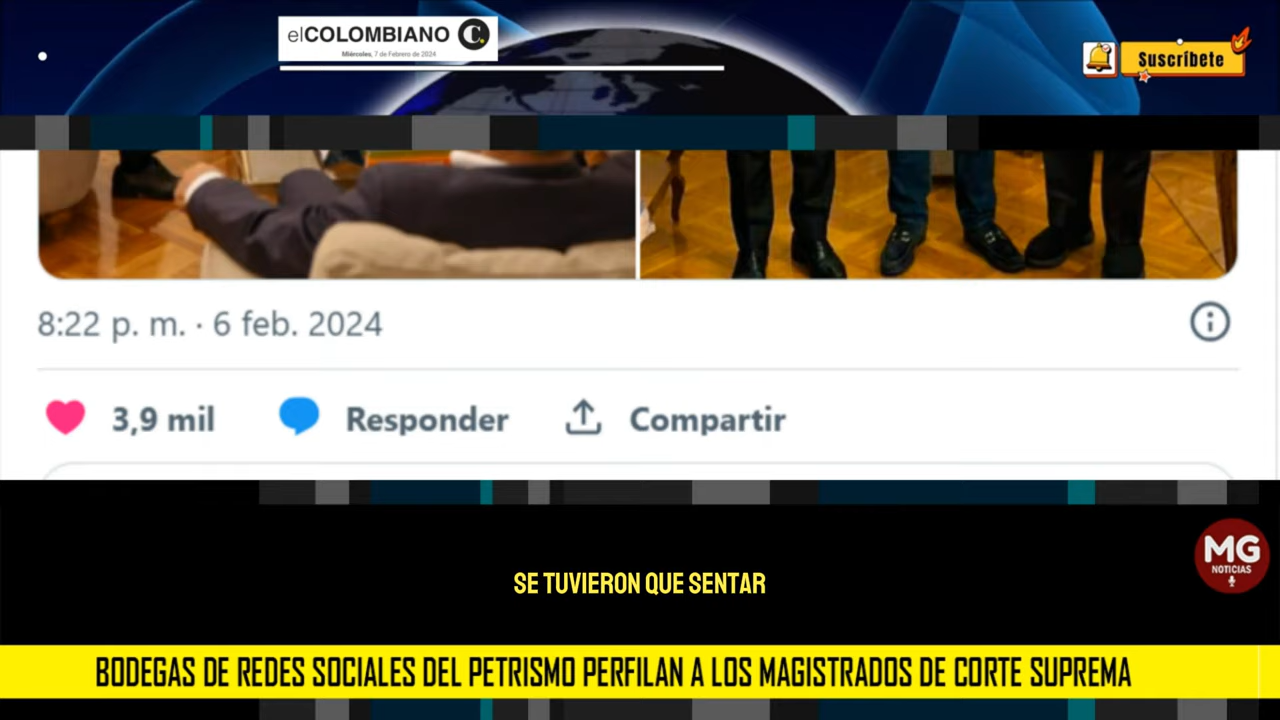 elCOLOMBIANO C.
Miércoles, 7 de Febrero de 2024
Suscríbete
8:22 p. m. · 6 feb. 2024
3,9 mil
Responder
Compartir
MG
NOTICIAS
SE TUVIERON QUE SENTAR
BODEGAS DE REDES SOCIALES DEL PETRISMO PERFILAN A LOS MAGISTRADOS DE CORTE SUPREMA